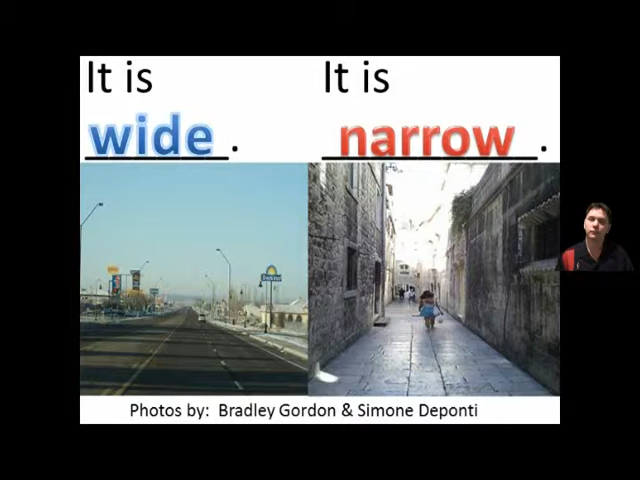 It is
wide.
It is
narrow.
Photos by: Bradley Gordon & Simone Deponti